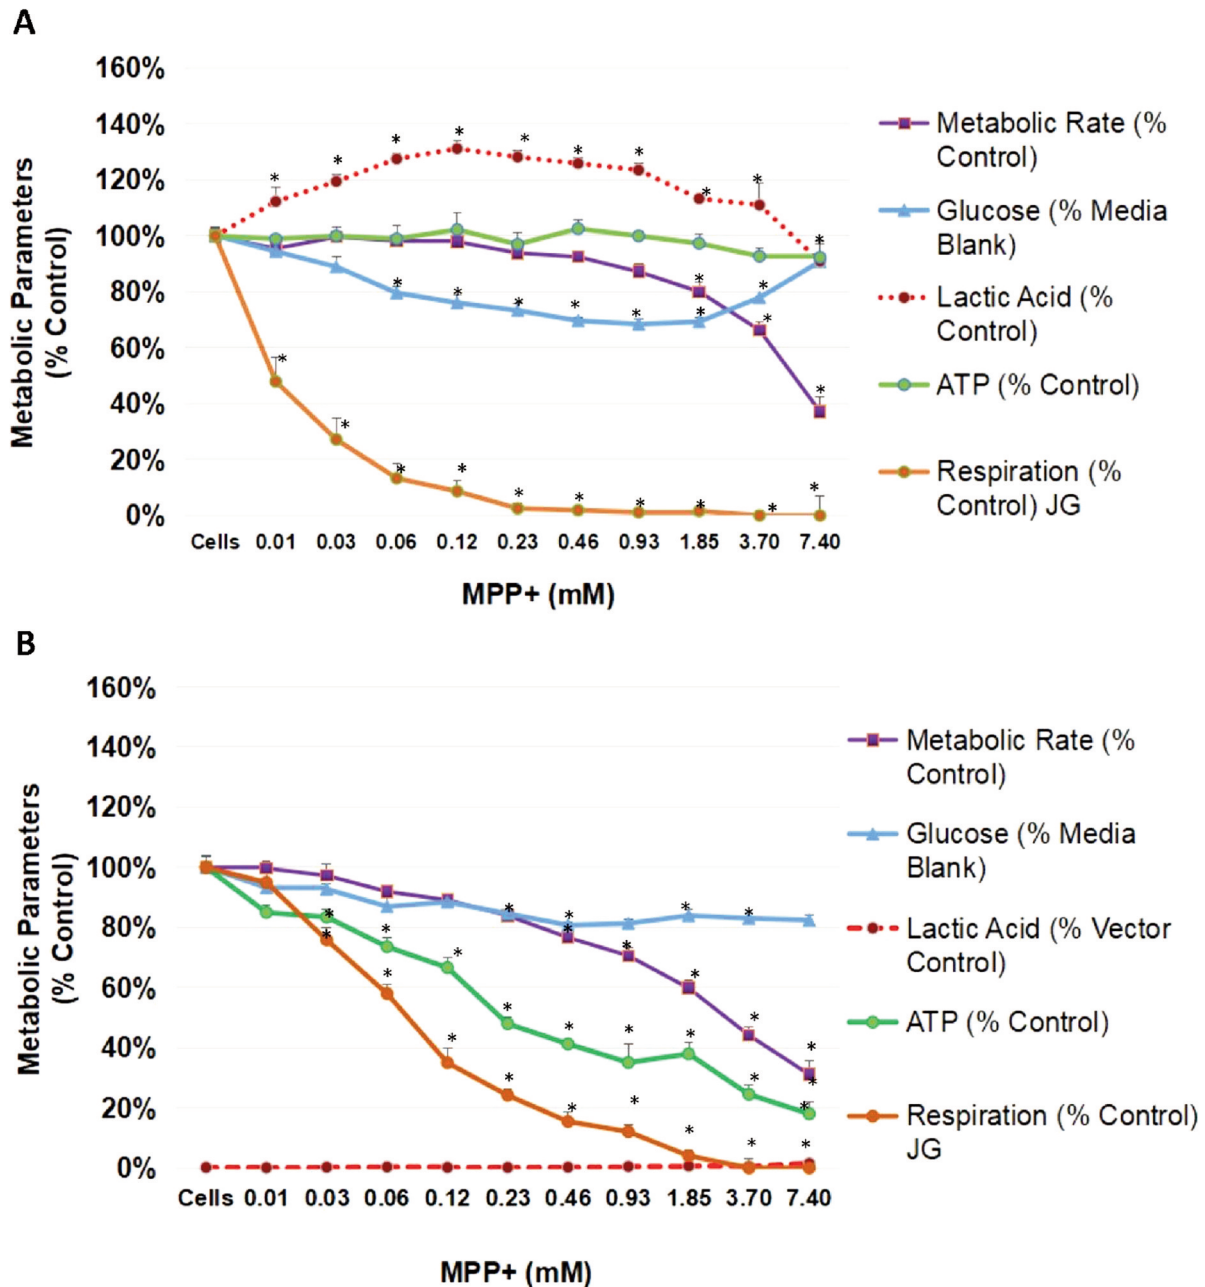 A
160%
140%
120%
100%
80%
60%
40%
20%
0%
Metabolic Parameters
(% Control)
Cells 0.01 0.03 0.06 0.12 0.23 0.46 0.93 1.85 3.70 7.40
MPP+ (mM)
Metabolic Rate (%
Control)
Glucose (% Media
Blank)
Lactic Acid (%
Control)
ATP (% Control)
Respiration (%
Control) JG
B
160%
140%
120%
100%
80%
60%
40%
20%
0%
Metabolic Parameters
(% Control)
Cells 0.01 0.03 0.06 0.12 0.23 0.46 0.93 1.85 3.70 7.40
MPP+ (mM)
Metabolic Rate (%
Control)
Glucose (% Media
Blank)
Lactic Acid (% Vector
Control)
ATP (% Control)
Respiration (% Control)
JG